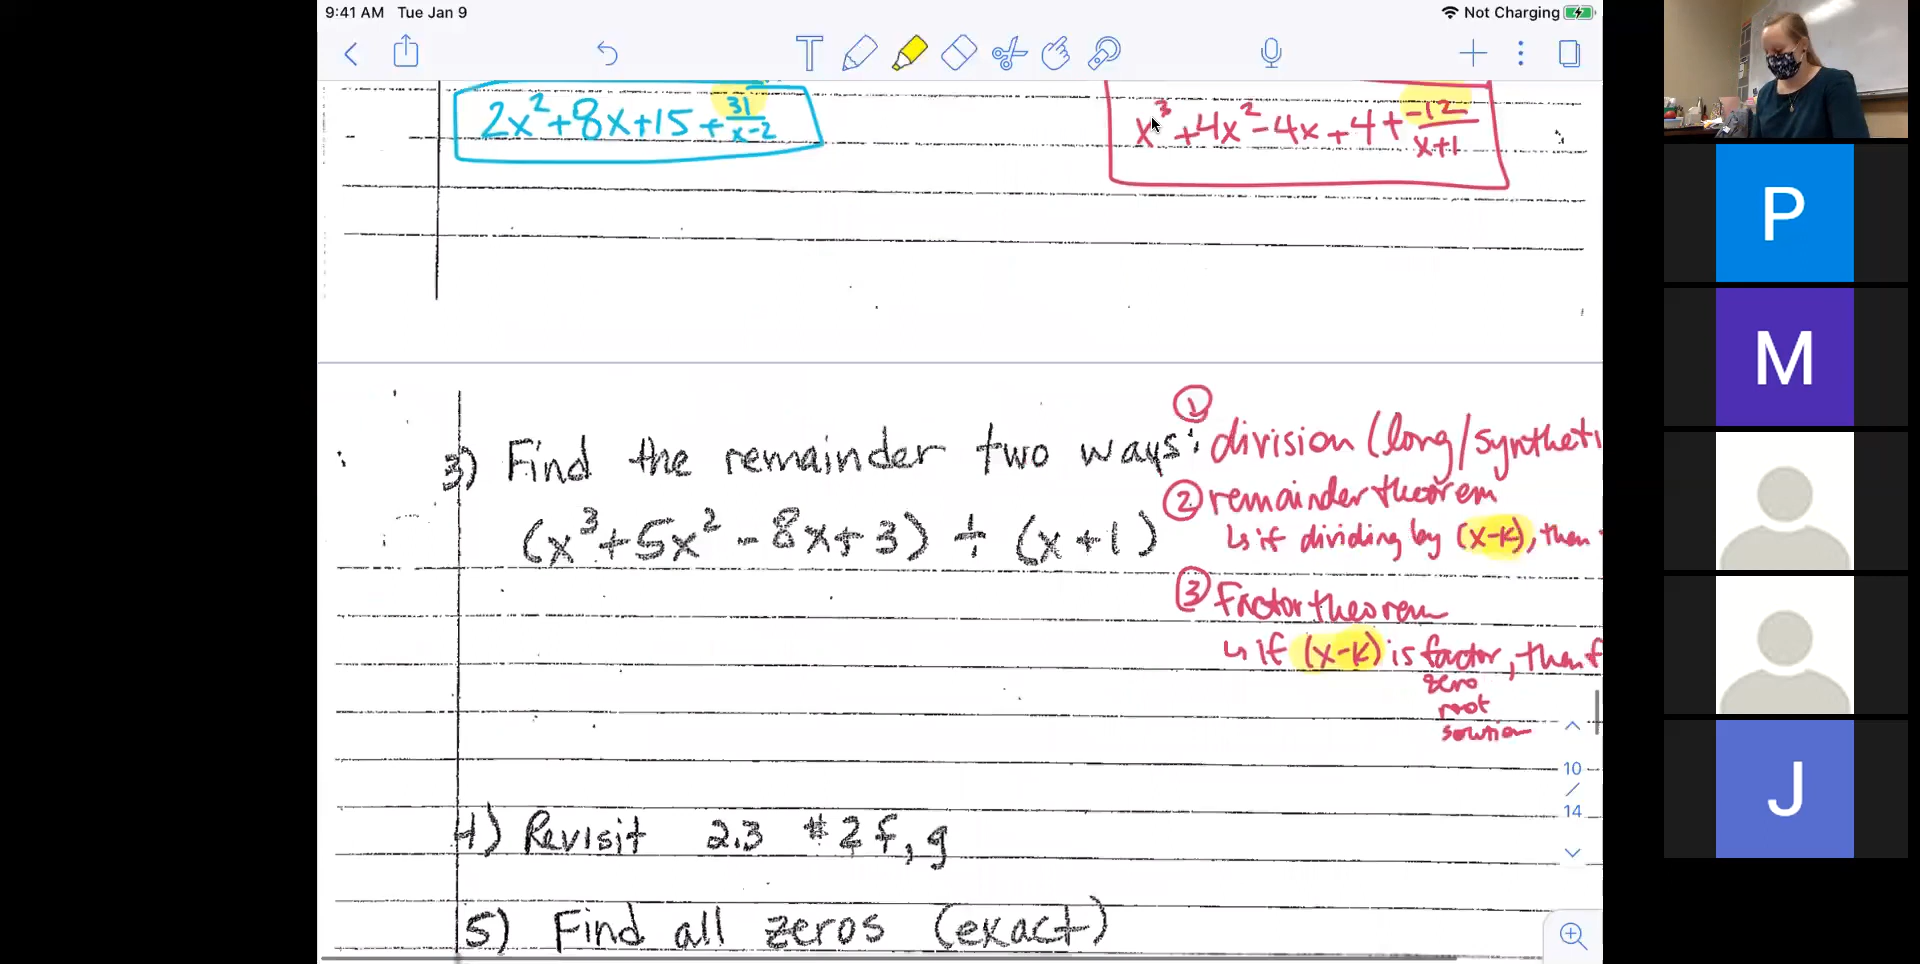 9:41 AM Tue Jan 9
Not Charging
2x²+8x+15 + 31/x-2
x³+4x²-4x+4+ -12/x+1
①
3) Find the remainder two ways: division (long/syntheti
② remainder theorem
(x³+5x²-8x+3) ÷ (x+1)
↳ if dividing by (x-k), then
③ Factor theorem
↳ if (x-k) is factor, then f
zero
root
solution
10
/
14
4) Revisit 2.3 #2f,g
5) Find all zeros (exact)
P
M
J